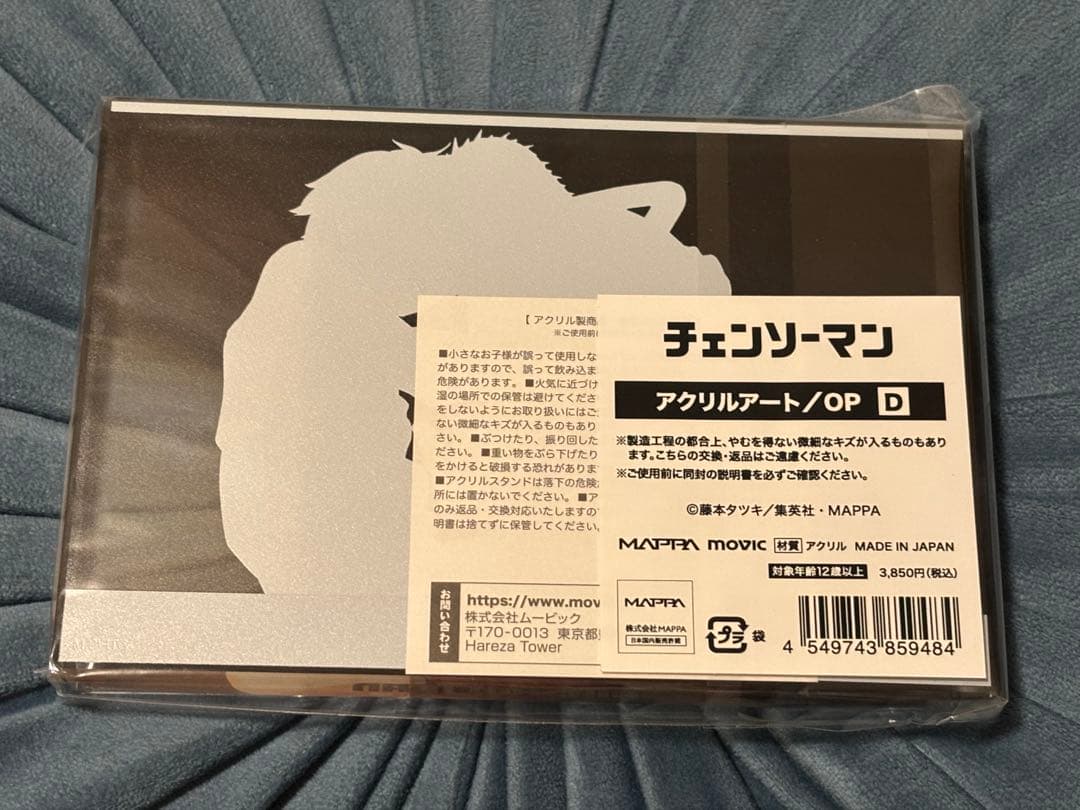 【アクリル製商
※ご使用前
■小さなお子様が誤って使用しな
がありますので、誤って飲み込ま
危険があります。■火気に近づけ
湿の場所での保管は避けてくださ
をしないようにお取り扱いにはご
ない微細なキズが入るものもあり
さい。■ぶつけたり、振り回した
ください。■重い物をぶら下げたり
をかけると破損する恐れがありま
■アクリルスタンドは落下の危険
所には置かないでください。■ア
のみ返品・交換対応いたしますの
明書は捨てずに保管してください。
お問い合わせ
https://www.mov
株式会社ムービック
〒170-0013 東京都
Hareza Tower
チェンソーマン
アクリルアート/OP D
※製造工程の都合上、やむを得ない微細なキズが入るものもあり
ます。こちらの交換・返品はご遠慮ください。
※ご使用前に同封の説明書を必ずご確認ください。
©藤本タツキ/集英社・MAPPA
MAPPA movic 材質 アクリル MADE IN JAPAN
対象年齢12歳以上 3,850円(税込)
MAPPA
株式会社MAPPA
日本国内販売許諾
プラ 袋
4 549743 859484